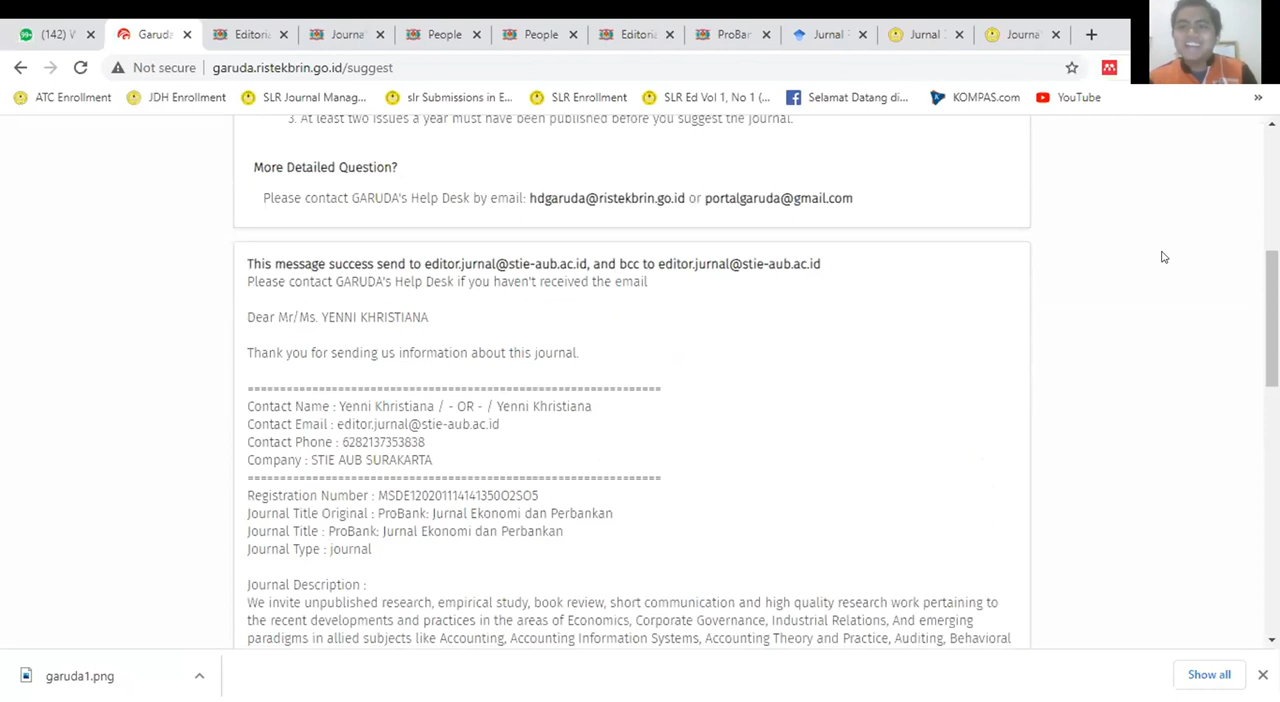 (142) W
Garuda
Editoria
Journa
People
People
Editoria
ProBan
Jurnal
Jurnal
Journa
Not secure
garuda.ristekbrin.go.id/suggest
ATC Enrollment
JDH Enrollment
SLR Journal Manag...
slr Submissions in E...
SLR Enrollment
SLR Ed Vol 1, No 1 (...
Selamat Datang di...
KOMPAS.com
YouTube
3. At least two issues a year must have been published before you suggest the journal.
More Detailed Question?
Please contact GARUDA's Help Desk by email: hdgaruda@ristekbrin.go.id or portalgaruda@gmail.com
This message success send to editor.jurnal@stie-aub.ac.id, and bcc to editor.jurnal@stie-aub.ac.id
Please contact GARUDA's Help Desk if you haven't received the email
Dear Mr/Ms. YENNI KHRISTIANA
Thank you for sending us information about this journal.
================================================================
Contact Name : Yenni Khristiana / - OR - / Yenni Khristiana
Contact Email : editor.jurnal@stie-aub.ac.id
Contact Phone : 6282137353838
Company : STIE AUB SURAKARTA
================================================================
Registration Number : MSDE120201114141350O2SO5
Journal Title Original : ProBank: Jurnal Ekonomi dan Perbankan
Journal Title : ProBank: Jurnal Ekonomi dan Perbankan
Journal Type : journal
Journal Description :
We invite unpublished research, empirical study, book review, short communication and high quality research work pertaining to
the recent developments and practices in the areas of Economics, Corporate Governance, Industrial Relations, And emerging
paradigms in allied subjects like Accounting, Accounting Information Systems, Accounting Theory and Practice, Auditing, Behavioral
garuda1.png
Show all